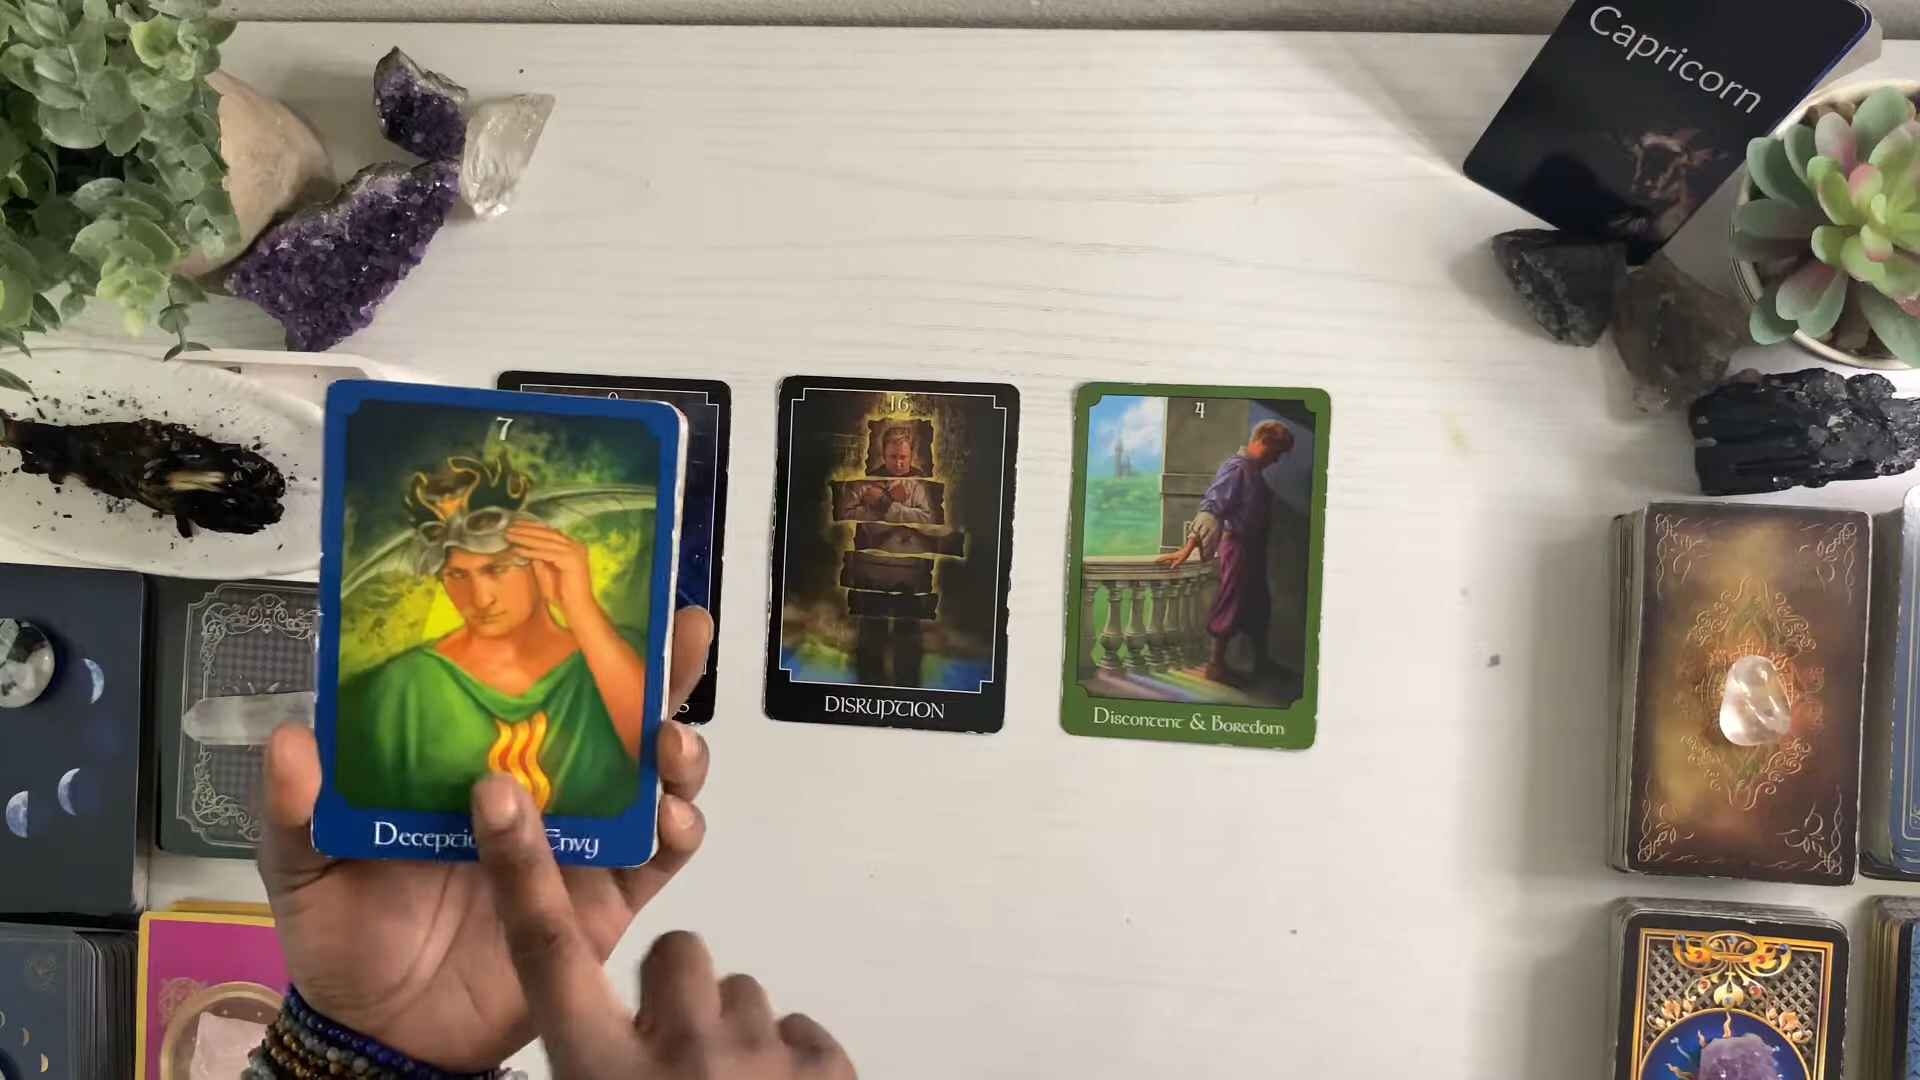 Capricorn
7
16
4
DISRUPTION
Discontent & Boredom
Envy